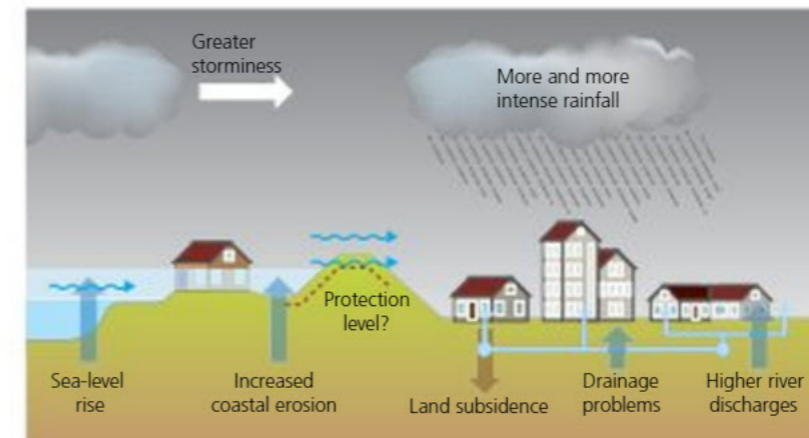 Greater
storminess
More and more
intense rainfall
Protection
level?
Sea-level
rise
Increased
coastal erosion
Land subsidence
Drainage
problems
Higher river
discharges